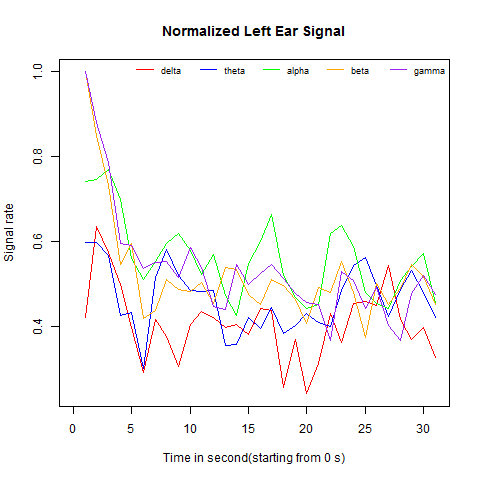 Normalized Left Ear Signal
delta theta alpha beta gamma
1.0
0.8
0.6
0.4
Signal rate
0 5 10 15 20 25 30
Time in second(starting from 0 s)